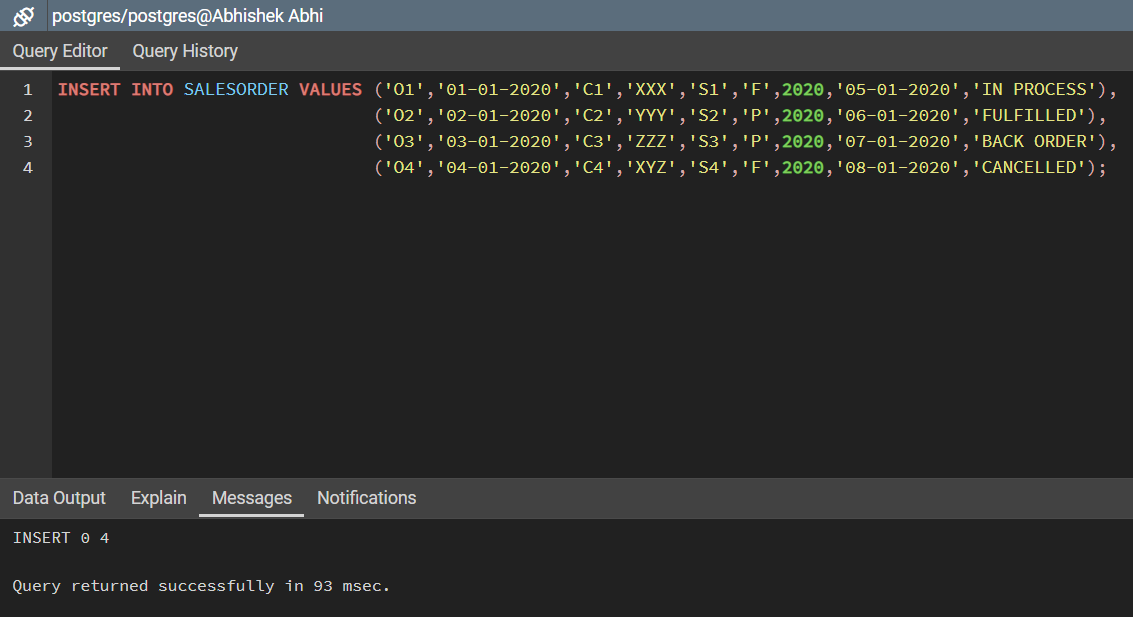 postgres/postgres@Abhishek Abhi
Query Editor Query History
1 INSERT INTO SALESORDER VALUES ('O1','01-01-2020','C1','XXX','S1','F',2020,'05-01-2020','IN PROCESS'),
2 ('O2','02-01-2020','C2','YYY','S2','P',2020,'06-01-2020','FULFILLED'),
3 ('O3','03-01-2020','C3','ZZZ','S3','P',2020,'07-01-2020','BACK ORDER'),
4 ('O4','04-01-2020','C4','XYZ','S4','F',2020,'08-01-2020','CANCELLED');
Data Output Explain Messages Notifications
INSERT 0 4
Query returned successfully in 93 msec.